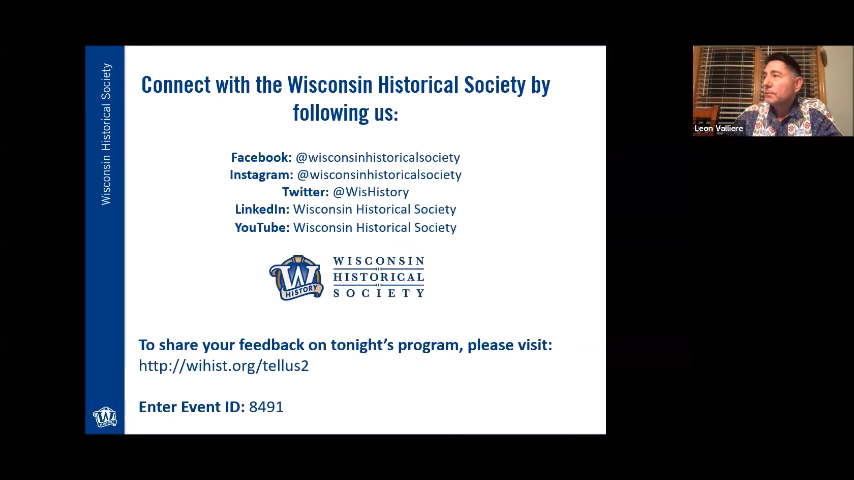 Wisconsin Historical Society
Connect with the Wisconsin Historical Society by
following us:
Facebook: @wisconsinhistoricalsociety
Instagram: @wisconsinhistoricalsociety
Twitter: @WisHistory
LinkedIn: Wisconsin Historical Society
YouTube: Wisconsin Historical Society
W
HISTORY
WISCONSIN
HISTORICAL
SOCIETY
To share your feedback on tonight's program, please visit:
http://wihist.org/tellus2
Enter Event ID: 8491
W
Leon Valliere